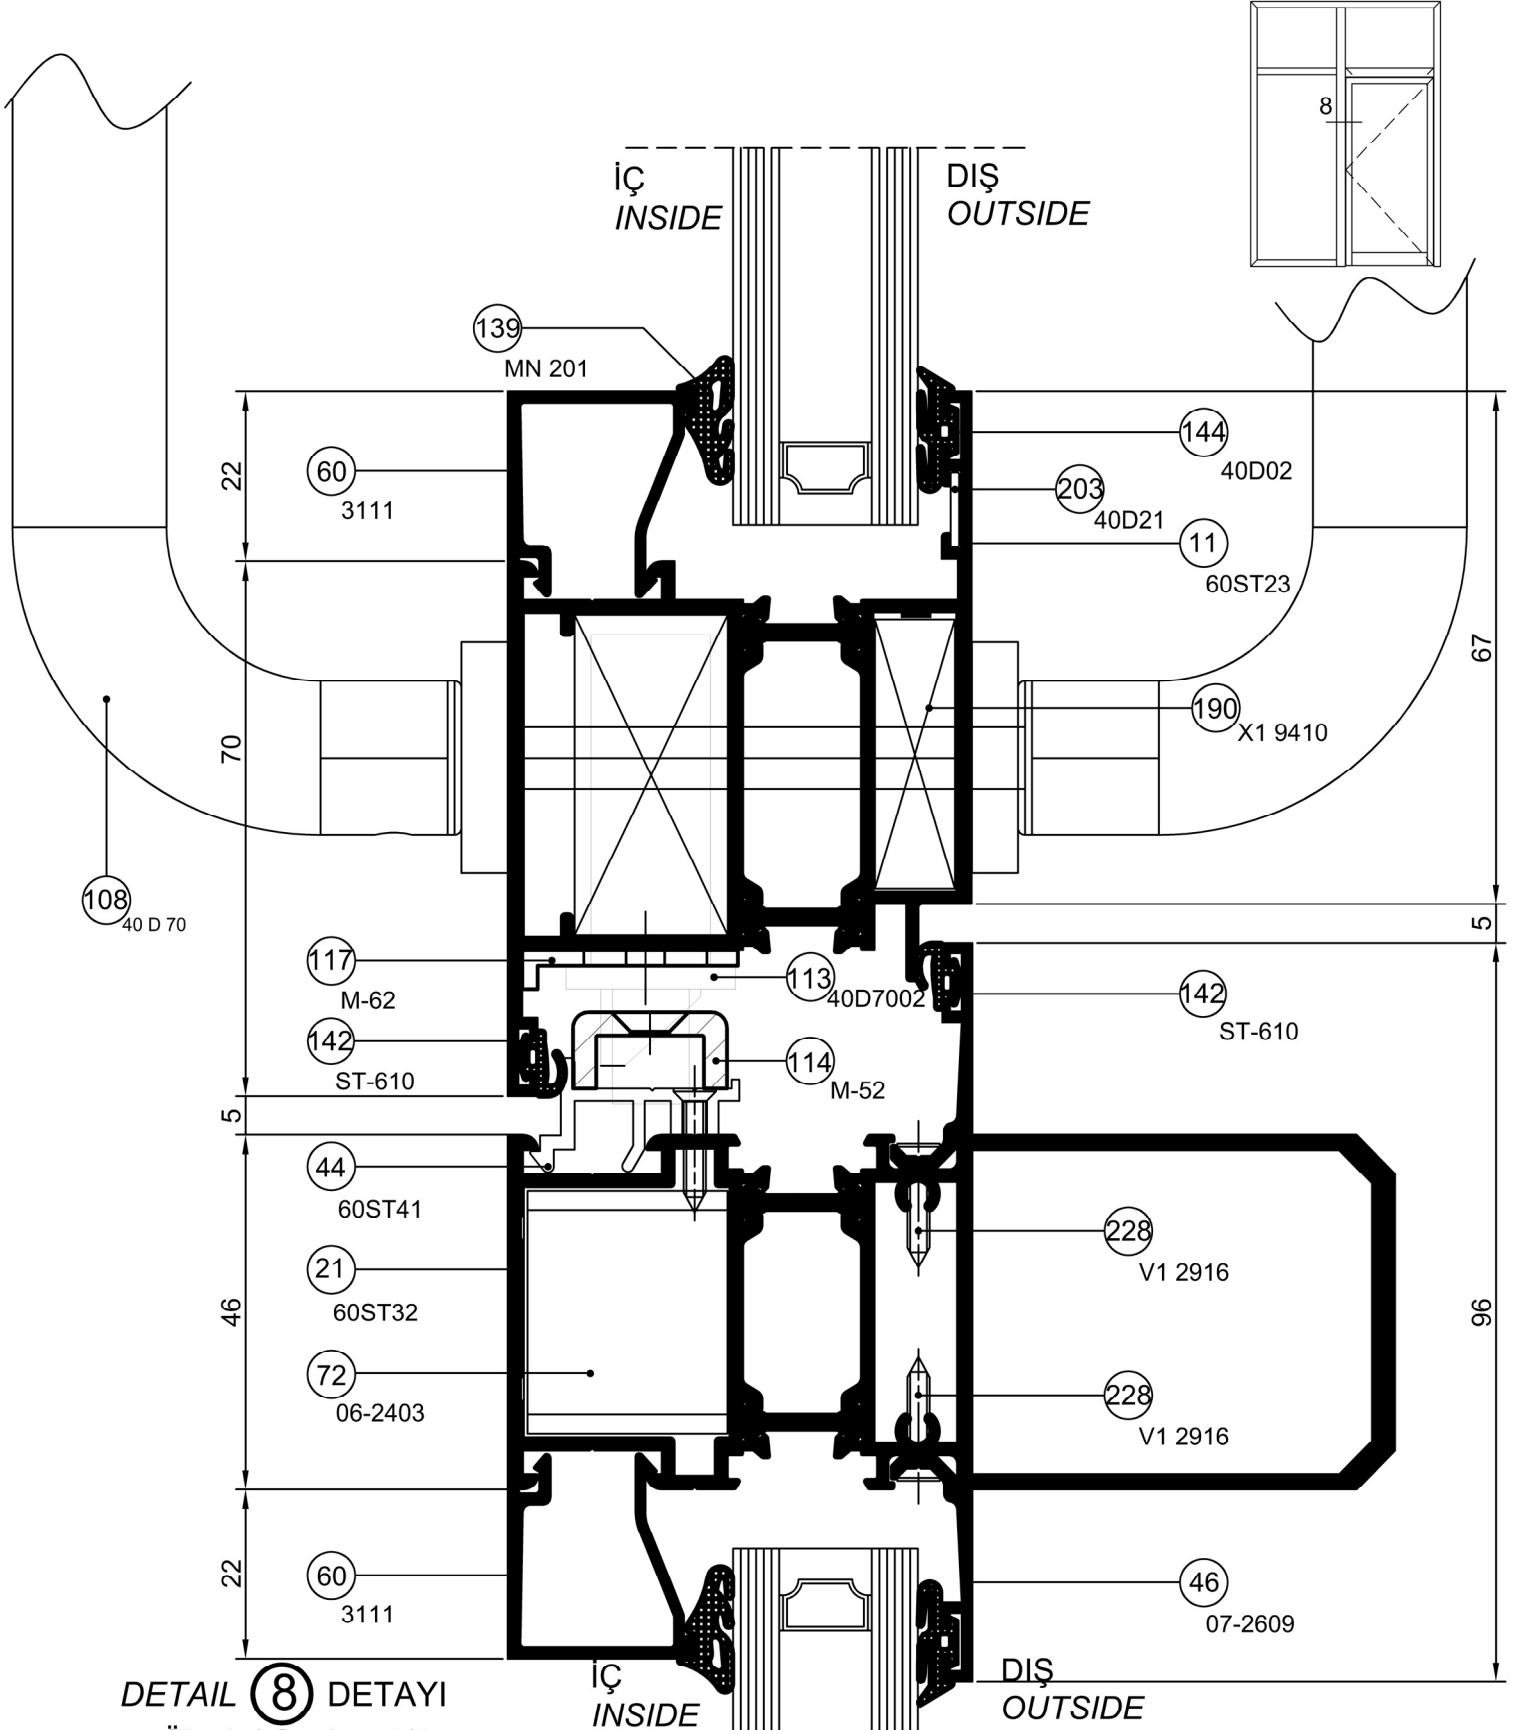 8
İÇ
INSIDE
DIŞ
OUTSIDE
139
MN 201
144
40D02
22
60
3111
203
40D21
11
60ST23
67
70
190
X1 9410
108
40 D 70
5
117
M-62
113
40D7002
142
ST-610
142
ST-610
114
M-52
5
44
60ST41
228
V1 2916
21
60ST32
46
96
72
06-2403
228
V1 2916
22
60
3111
46
07-2609
DETAIL 8 DETAYI
İÇ
INSIDE
DIŞ
OUTSIDE